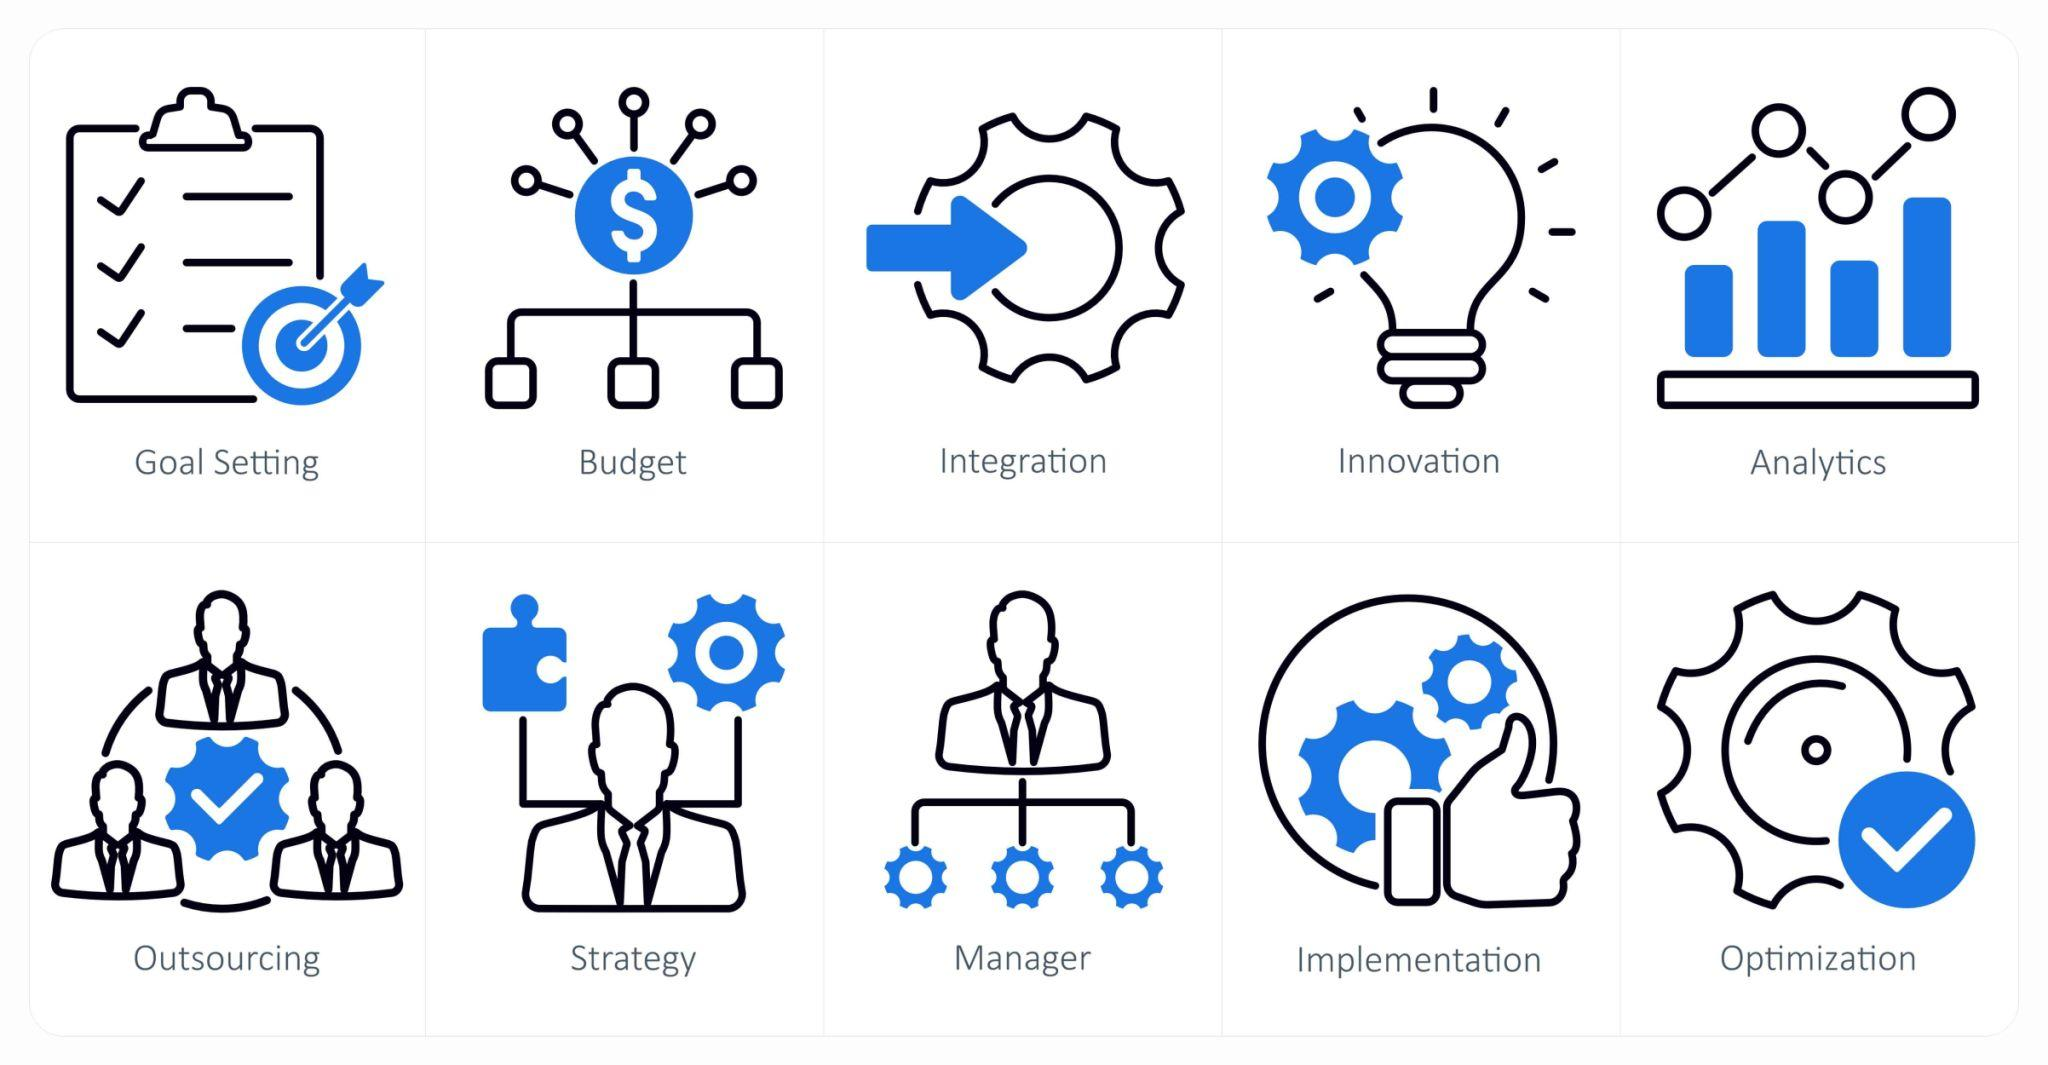 Goal Setting
Budget
Integration
Innovation
Analytics
Outsourcing
Strategy
Manager
Implementation
Optimization